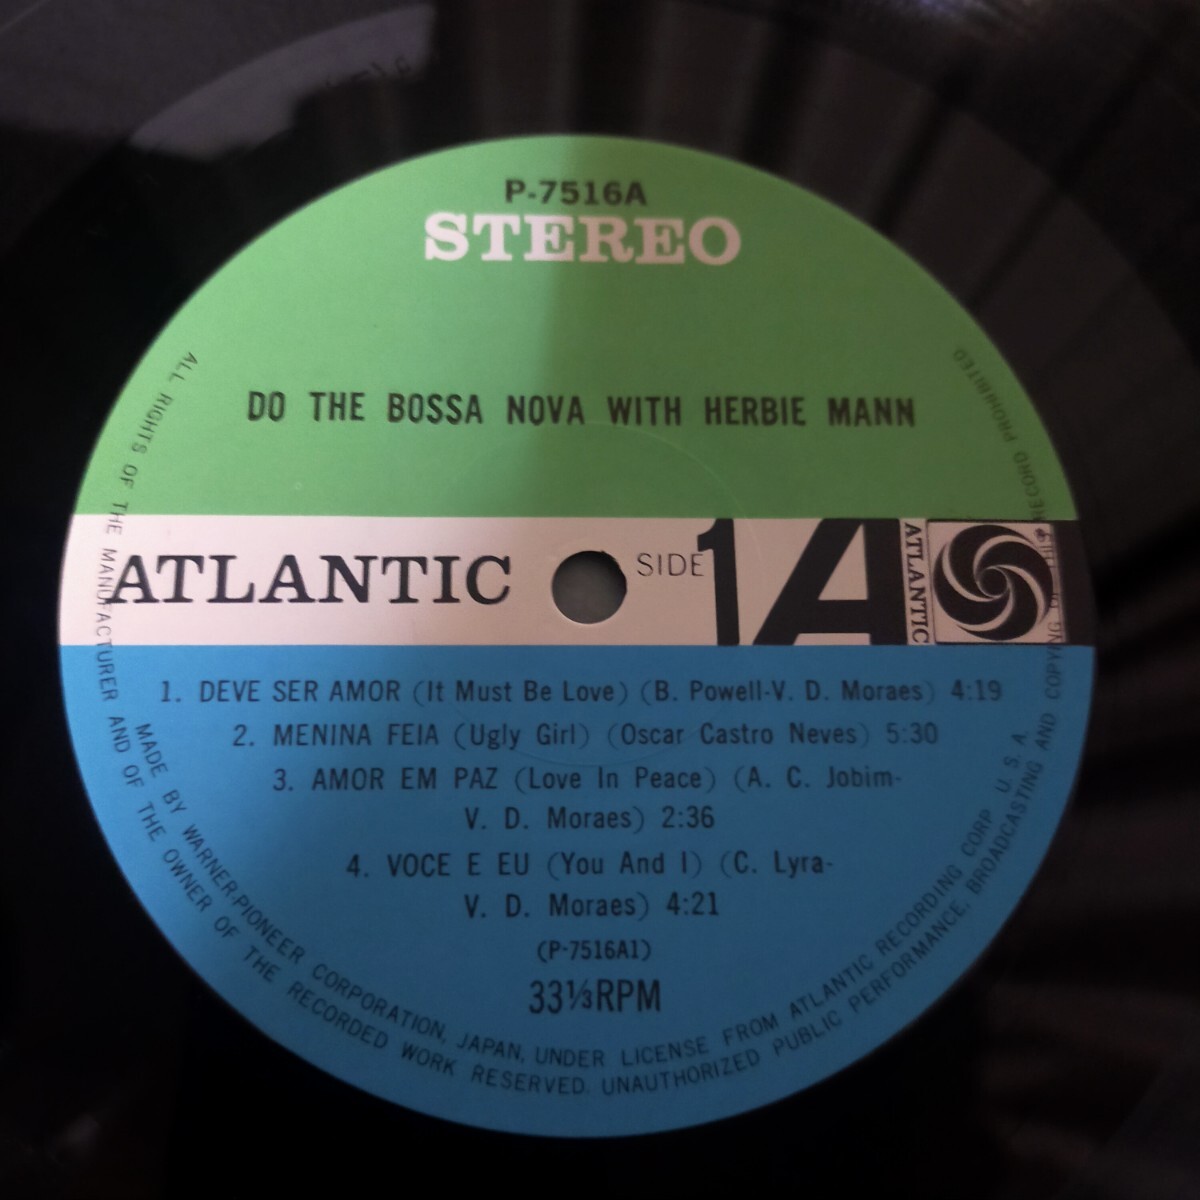 P-7516A
STEREO
DO THE BOSSA NOVA WITH HERBIE MANN
ATLANTIC
SIDE 1
A
ATLANTIC
®
1. DEVE SER AMOR (It Must Be Love) (B. Powell-V. D. Moraes) 4:19
2. MENINA FEIA (Ugly Girl) (Oscar Castro Neves) 5:30
3. AMOR EM PAZ (Love In Peace) (A. C. Jobim-
V. D. Moraes) 2:36
4. VOCE E EU (You And I) (C. Lyra-
V. D. Moraes) 4:21
(P-7516A1)
33⅓RPM
MADE BY WARNER-PIONEER CORPORATION, JAPAN, UNDER LICENSE FROM ATLANTIC RECORDING CORP. U. S. A.
ALL RIGHTS OF THE MANUFACTURER AND OF THE OWNER OF THE RECORDED WORK RESERVED. UNAUTHORIZED PUBLIC PERFORMANCE, BROADCASTING AND COPYING OF THIS RECORD PROHIBITED